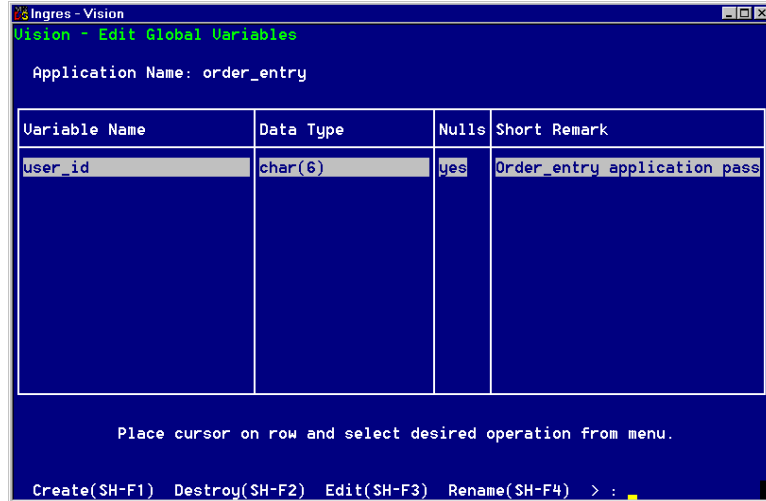 Ingres - Vision
Vision - Edit Global Variables
Application Name: order_entry
Variable Name Data Type Nulls Short Remark
user_id char(6) yes Order_entry application pass
Place cursor on row and select desired operation from menu.
Create(SH-F1) Destroy(SH-F2) Edit(SH-F3) Rename(SH-F4) > :